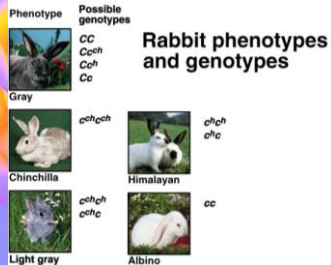 Phenotype
Possible
genotypes
Rabbit phenotypes
and genotypes
CC
Ccch
Cch
Cc
Gray
cchcch
Chinchilla
chch
chc
Himalayan
cchch
cchc
Light gray
cc
Albino